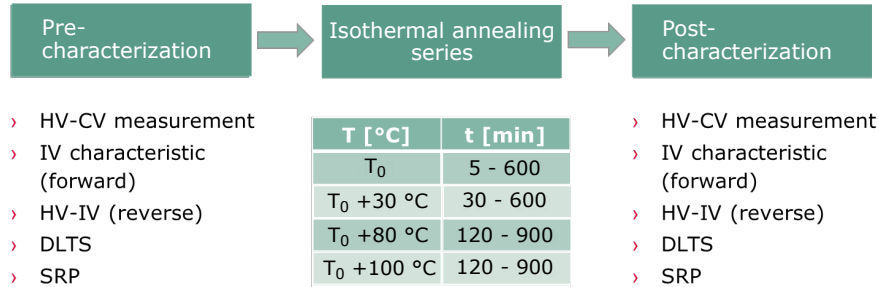 Pre-
characterization
Isothermal annealing
series
Post-
characterization
› HV-CV measurement
› IV characteristic
(forward)
› HV-IV (reverse)
› DLTS
› SRP
T [°C] t [min]
T₀ 5 - 600
T₀ +30 °C 30 - 600
T₀ +80 °C 120 - 900
T₀ +100 °C 120 - 900
› HV-CV measurement
› IV characteristic
(forward)
› HV-IV (reverse)
› DLTS
› SRP